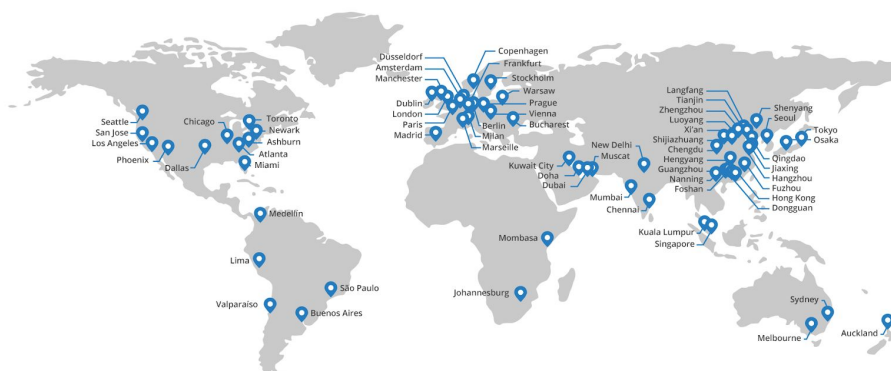 Seattle
San Jose
Los Angeles
Phoenix
Dallas
Chicago
Toronto
Newark
Ashburn
Atlanta
Miami
Medellín
Lima
Valparaíso
São Paulo
Buenos Aires
Dusseldorf
Amsterdam
Manchester
Dublin
London
Paris
Madrid
Copenhagen
Frankfurt
Stockholm
Warsaw
Prague
Vienna
Bucharest
Berlin
Milan
Marseille
Kuwait City
Doha
Dubai
New Delhi
Muscat
Mumbai
Chennai
Mombasa
Johannesburg
Langfang
Tianjin
Zhengzhou
Luoyang
Xi'an
Shijiazhuang
Chengdu
Hengyang
Guangzhou
Nanning
Foshan
Shenyang
Seoul
Tokyo
Osaka
Qingdao
Jiaxing
Hangzhou
Fuzhou
Hong Kong
Dongguan
Kuala Lumpur
Singapore
Sydney
Melbourne
Auckland